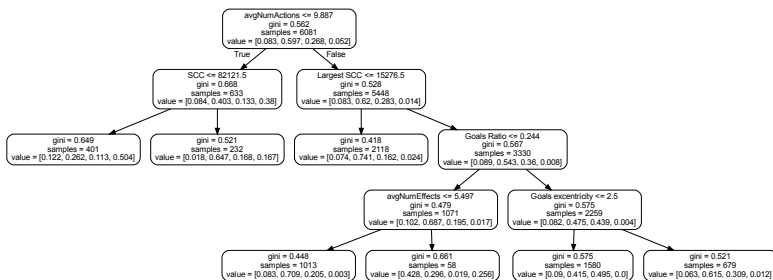 avgNumActions <= 9.887
gini = 0.562
samples = 6081
value = [0.083, 0.597, 0.268, 0.052]
True
False
SCC <= 82121.5
gini = 0.668
samples = 633
value = [0.084, 0.403, 0.133, 0.38]
Largest SCC <= 15276.5
gini = 0.528
samples = 5448
value = [0.083, 0.62, 0.283, 0.014]
gini = 0.649
samples = 401
value = [0.122, 0.262, 0.113, 0.504]
gini = 0.521
samples = 232
value = [0.018, 0.647, 0.168, 0.167]
gini = 0.418
samples = 2118
value = [0.074, 0.741, 0.162, 0.024]
Goals Ratio <= 0.244
gini = 0.567
samples = 3330
value = [0.089, 0.543, 0.36, 0.008]
avgNumEffects <= 5.497
gini = 0.479
samples = 1071
value = [0.102, 0.687, 0.195, 0.017]
Goals excentricity <= 2.5
gini = 0.575
samples = 2259
value = [0.082, 0.475, 0.439, 0.004]
gini = 0.448
samples = 1013
value = [0.083, 0.709, 0.205, 0.003]
gini = 0.661
samples = 58
value = [0.428, 0.296, 0.019, 0.256]
gini = 0.575
samples = 1580
value = [0.09, 0.415, 0.495, 0.0]
gini = 0.521
samples = 679
value = [0.063, 0.615, 0.309, 0.012]